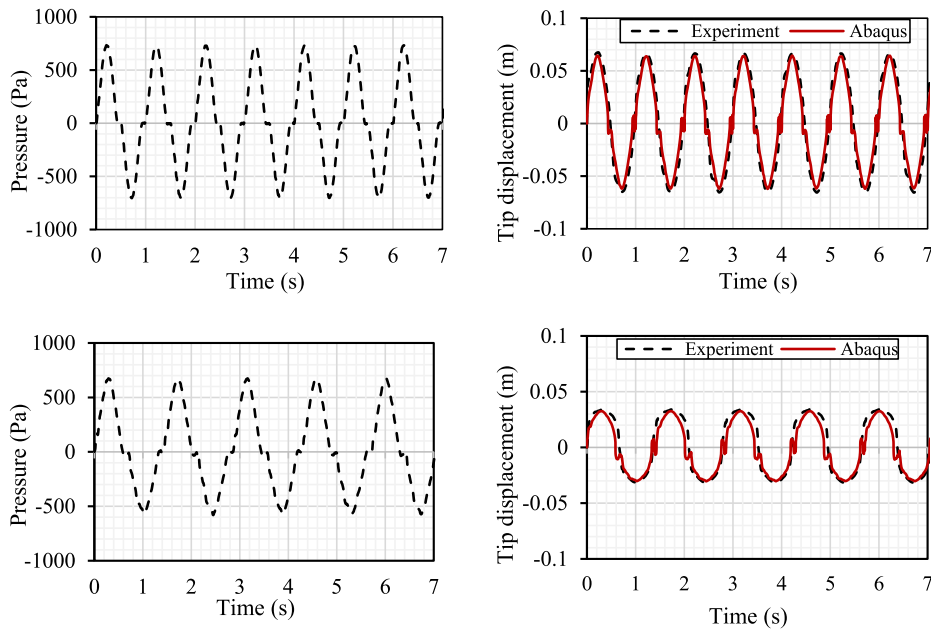 Pressure (Pa)
1000
500
0
-500
-1000
0 1 2 3 4 5 6 7
Time (s)
Tip displacement (m)
0.1
0.05
0
-0.05
-0.1
Experiment Abaqus
0 1 2 3 4 5 6 7
Time (s)
Pressure (Pa)
1000
500
0
-500
-1000
0 1 2 3 4 5 6 7
Time (s)
Tip displacement (m)
0.1
0.05
0
-0.05
-0.1
Experiment Abaqus
0 1 2 3 4 5 6 7
Time (s)